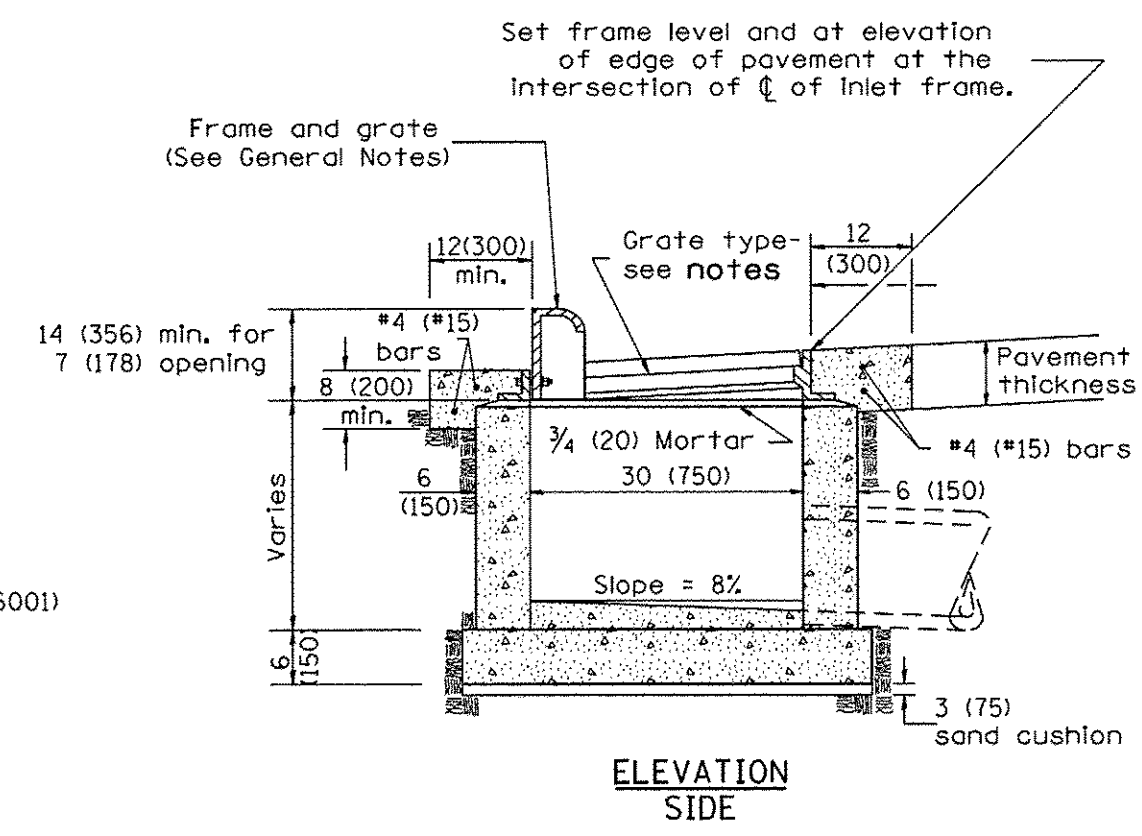 Set frame level and at elevation
of edge of pavement at the
intersection of ℄ of inlet frame.
Frame and grate
(See General Notes)
12(300)
min.
Grate type-
see notes
12
(300)
14 (356) min. for
7 (178) opening
#4 (#15)
bars
8 (200)
min.
Pavement
thickness
3/4 (20) Mortar
#4 (#15) bars
6
(150)
30 (750)
6 (150)
Varies
Slope = 8%
6001)
6
(150)
3 (75)
sand cushion
ELEVATION
SIDE